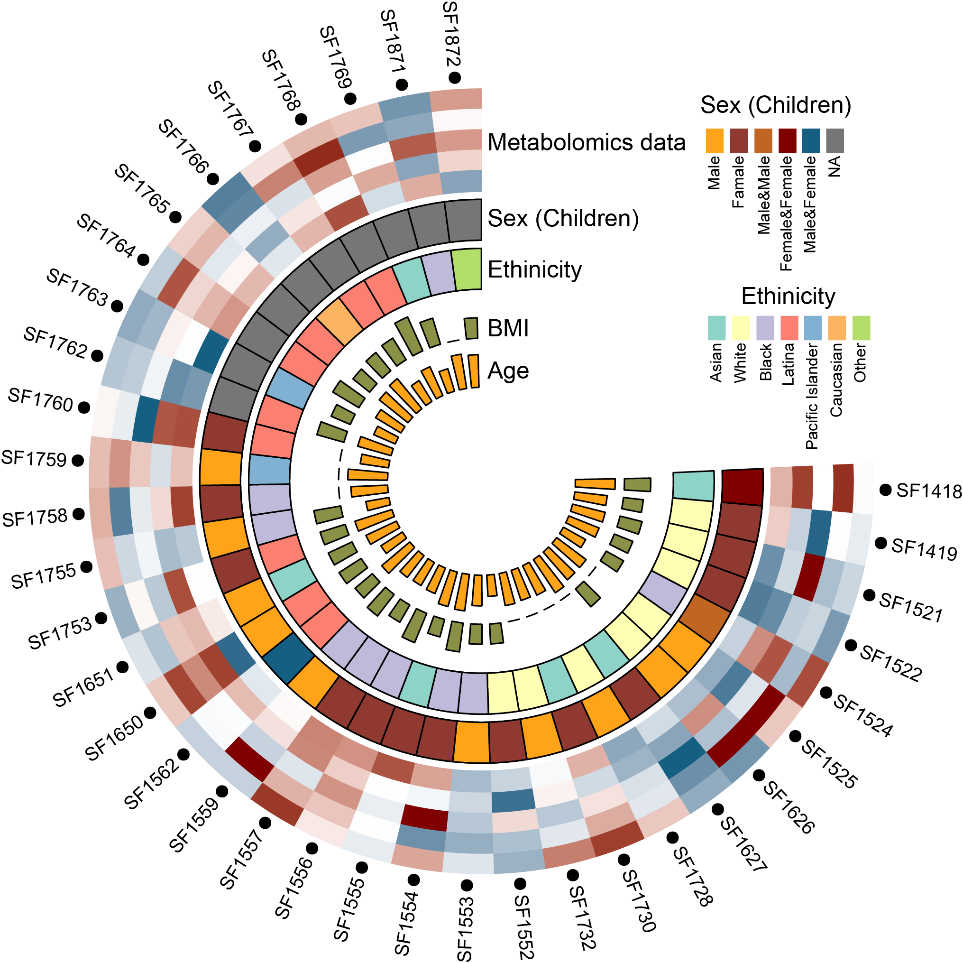 SF1872
SF1871
SF1769
SF1768
SF1767
SF1766
SF1765
SF1764
SF1763
SF1762
SF1760
SF1759
SF1758
SF1755
SF1753
SF1651
SF1650
SF1562
SF1559
SF1557
SF1556
SF1555
SF1554
SF1553
SF1552
SF1732
SF1730
SF1728
SF1627
SF1626
SF1525
SF1524
SF1522
SF1521
SF1419
SF1418
Metabolomics data
Sex (Children)
Ethinicity
BMI
Age
Sex (Children)
Male
Famale
Male&Male
Female&Female
Male&Female
NA
Ethinicity
Asian
White
Black
Latina
Pacific Islander
Caucasian
Other